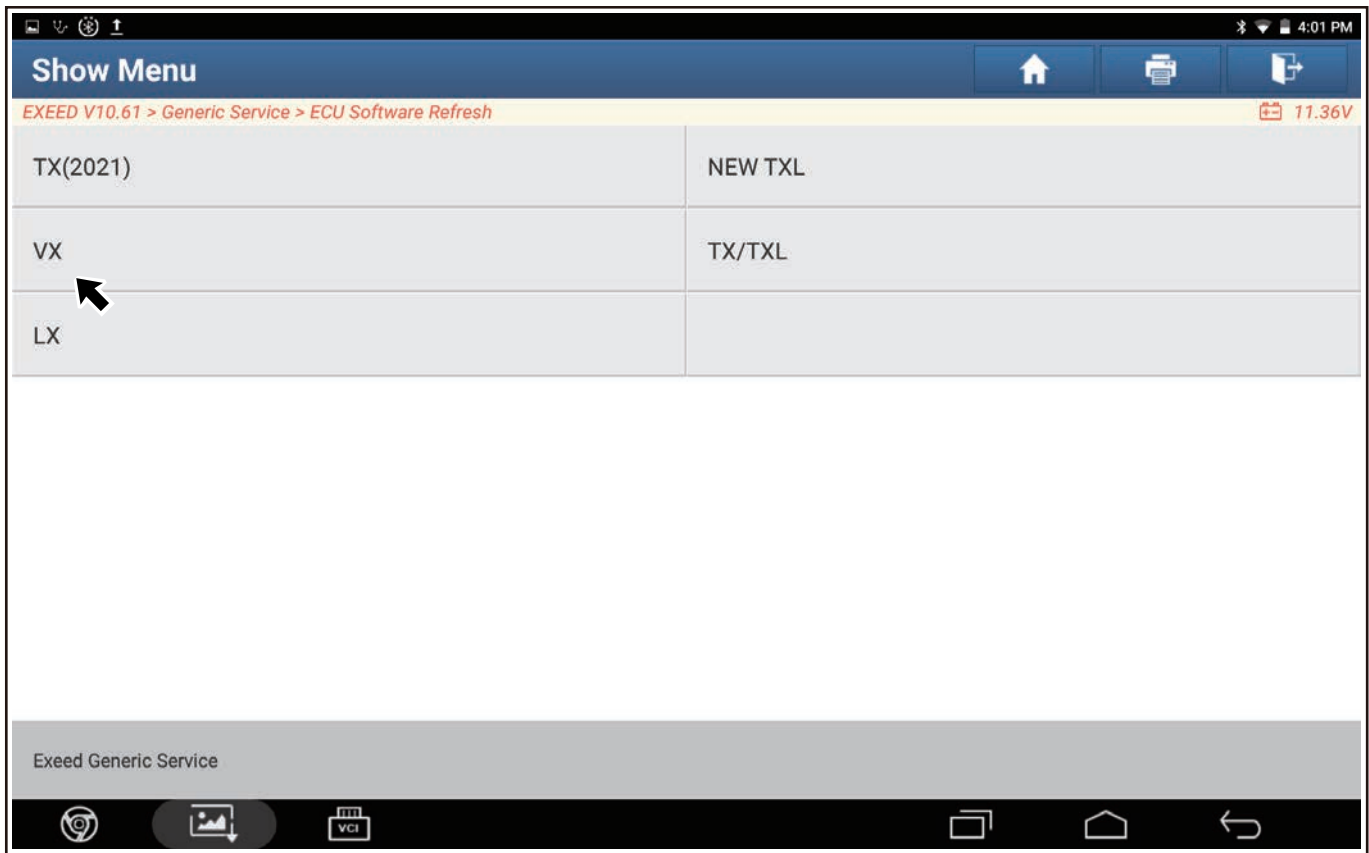 4:01 PM
Show Menu
EXEED V10.61 > Generic Service > ECU Software Refresh
11.36V
TX(2021)
NEW TXL
VX
TX/TXL
LX
Exeed Generic Service
VCI